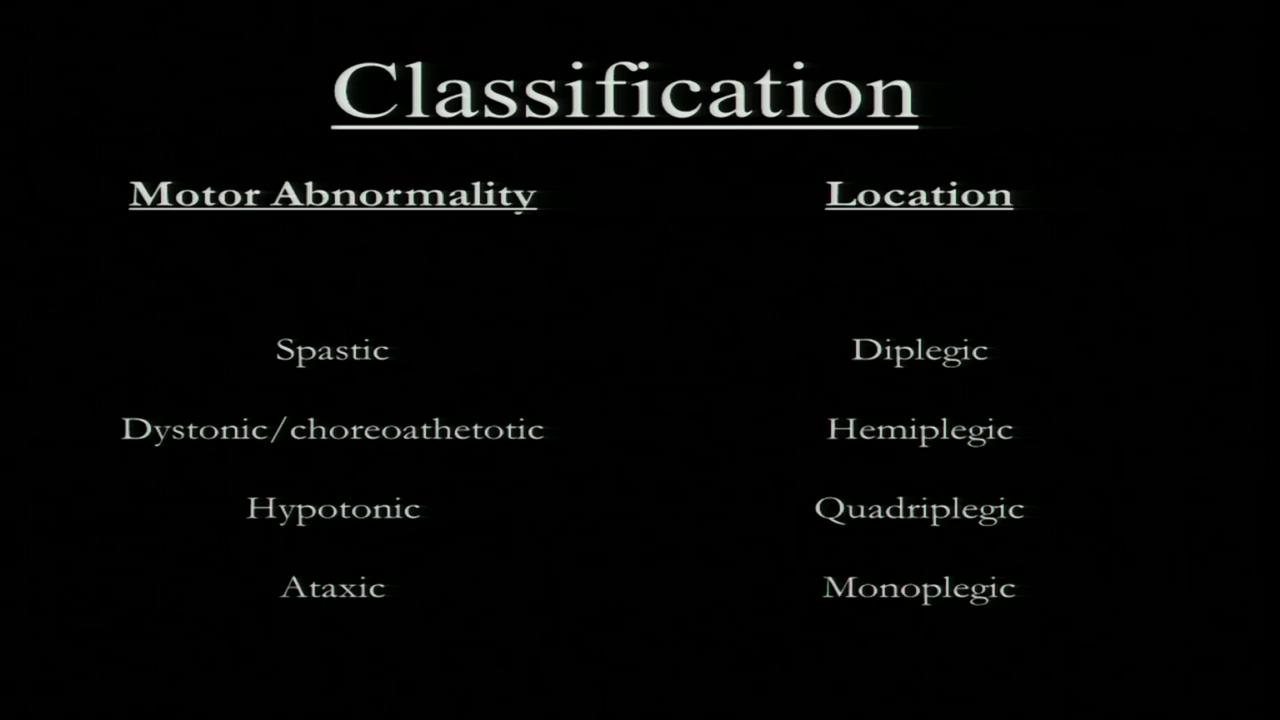 Classification
Motor Abnormality
Location
Spastic
Diplegic
Dystonic/choreoathetotic
Hemiplegic
Hypotonic
Quadriplegic
Ataxic
Monoplegic